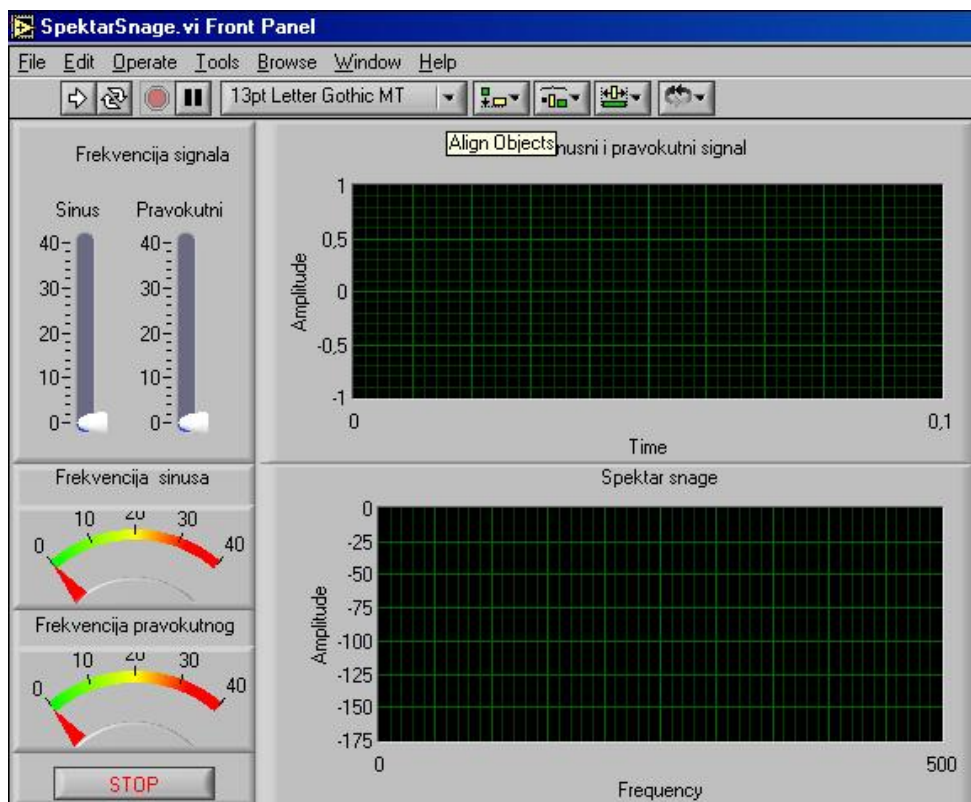 SpektarSnage.vi Front Panel
File Edit Operate Tools Browse Window Help
13pt Letter Gothic MT
Align Objects
Frekvencija signala
Sinus Pravokutni
40 40
30 30
20 20
10 10
0 0
nusni i pravokutni signal
1
0,5
0
-0,5
-1
Amplitude
0 0,1
Time
Frekvencija sinusa
0 10 20 30 40
Frekvencija pravokutnog
0 10 20 30 40
STOP
Spektar snage
0
-25
-50
-75
-100
-125
-150
-175
Amplitude
0 500
Frequency